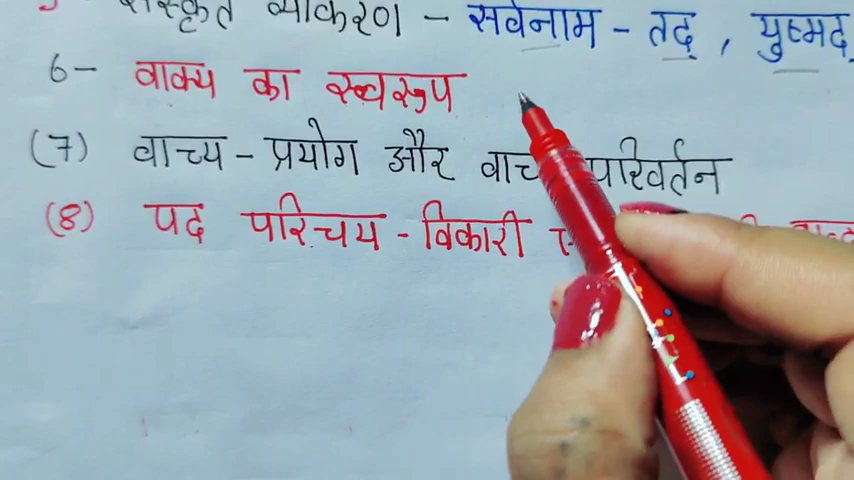 संस्कृत व्याकरण - सर्वनाम - तद्, युष्मद्,
6- वाक्य का स्वरूप
(7) वाच्य - प्रयोग और वाच परिवर्तन
(8) पद परिचय - विकारी